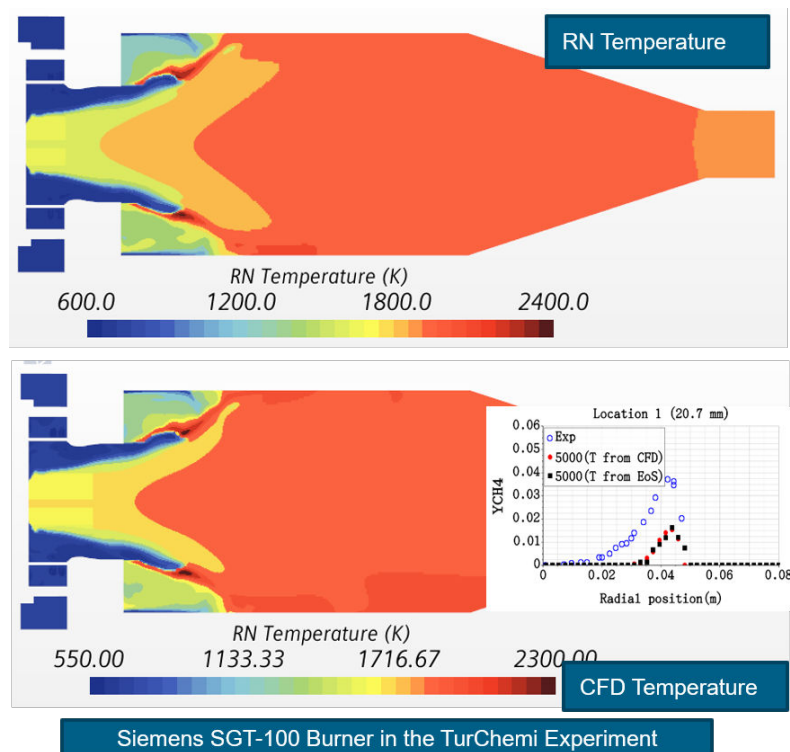 RN Temperature
RN Temperature (K)
600.0 1200.0 1800.0 2400.0
Location 1 (20.7 mm)
0.06
0.05
0.04
0.03
0.02
0.01
0
YCH4
Exp
5000(T from CFD)
5000(T from EoS)
0 0.02 0.04 0.06 0.08
Radial position(m)
RN Temperature (K)
550.00 1133.33 1716.67 2300.00
CFD Temperature
Siemens SGT-100 Burner in the TurChemi Experiment